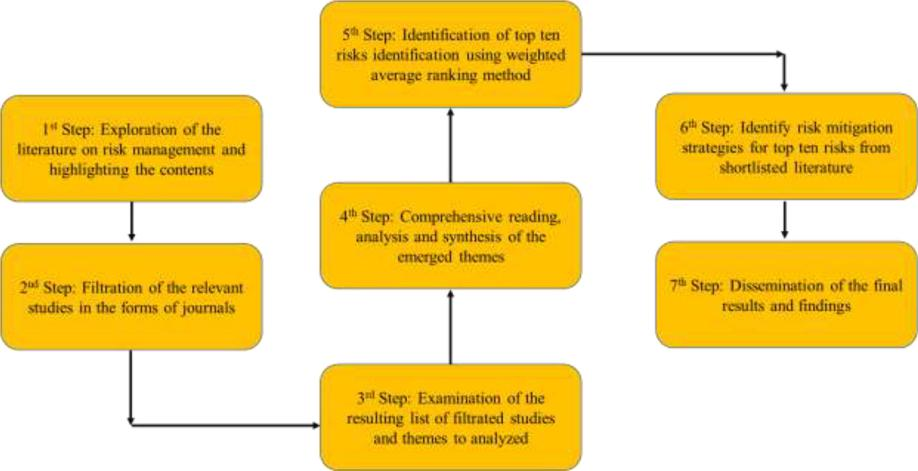 1st Step: Exploration of the
literature on risk management and
highlighting the contents
2nd Step: Filtration of the relevant
studies in the forms of journals
3rd Step: Examination of the
resulting list of filtrated studies
and themes to analyzed
4th Step: Comprehensive reading,
analysis and synthesis of the
emerged themes
5th Step: Identification of top ten
risks identification using weighted
average ranking method
6th Step: Identify risk mitigation
strategies for top ten risks from
shortlisted literature
7th Step: Dissemination of the final
results and findings